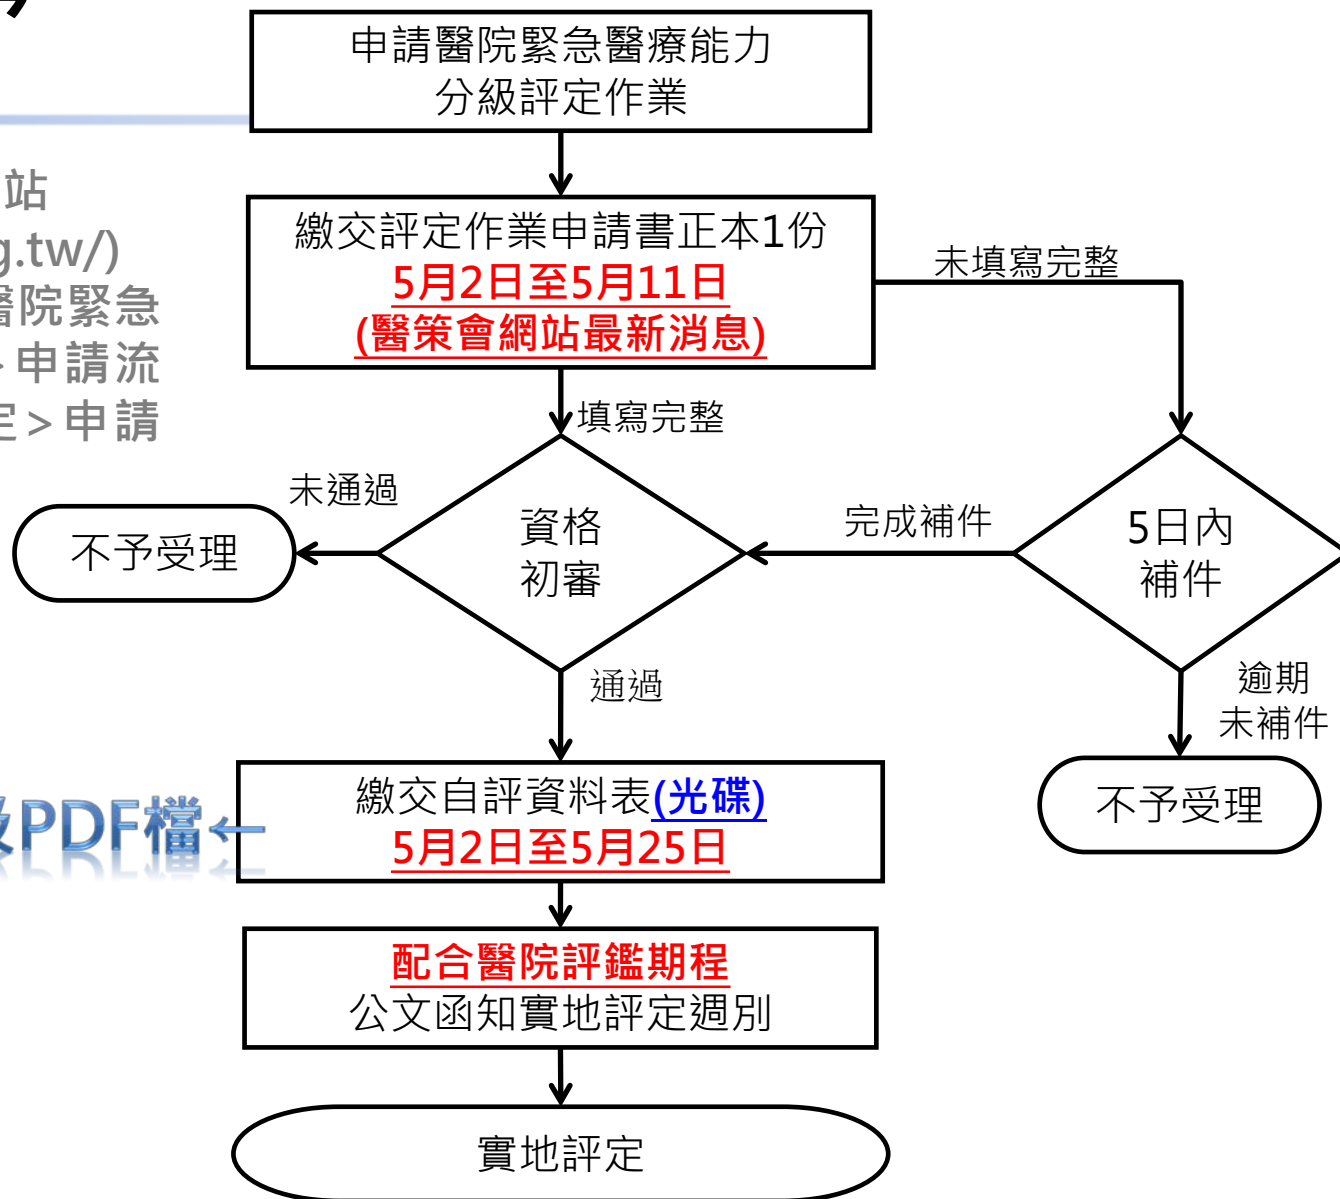 申請醫院緊急醫療能力
分級評定作業
站
g.tw/)
醫院緊急
申請流
定>申請
繳交評定作業申請書正本1份
5月2日至5月11日
(醫策會網站最新消息)
未填寫完整
填寫完整
未通過
不予受理
資格
初審
完成補件
5日內
補件
通過
逾期
未補件
不予受理
PDF檔←
繳交自評資料表(光碟)
5月2日至5月25日
配合醫院評鑑期程
公文函知實地評定週別
實地評定